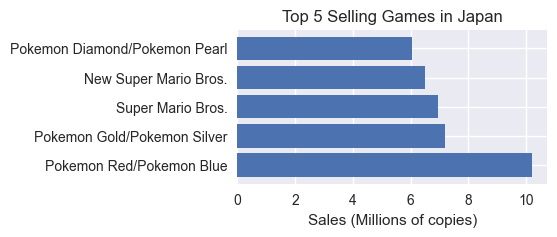 Top 5 Selling Games in Japan
Pokemon Diamond/Pokemon Pearl
New Super Mario Bros.
Super Mario Bros.
Pokemon Gold/Pokemon Silver
Pokemon Red/Pokemon Blue
0 2 4 6 8 10
Sales (Millions of copies)